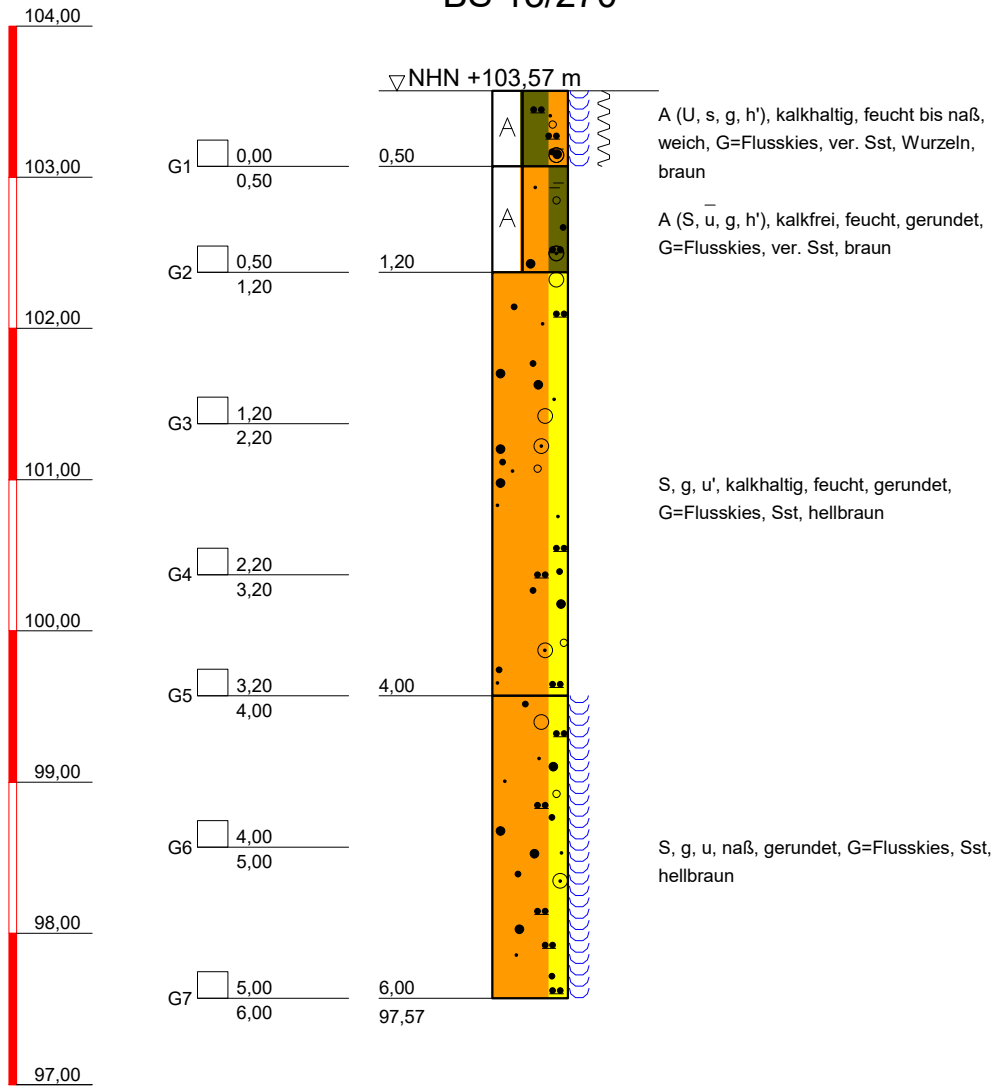 104,00
NHN +103,57 m
A
A (U, s, g, h'), kalkhaltig, feucht bis naß,
weich, G=Flusskies, ver. Sst, Wurzeln,
braun
G1 0,00 0,50
0,50
103,00
A
A (S, ū, g, h'), kalkfrei, feucht, gerundet,
G=Flusskies, ver. Sst, braun
G2 0,50 1,20
1,20
102,00
G3 1,20
2,20
101,00
S, g, u', kalkhaltig, feucht, gerundet,
G=Flusskies, Sst, hellbraun
G4 2,20
3,20
100,00
G5 3,20 4,00
4,00
99,00
G6 4,00
5,00
S, g, u, naß, gerundet, G=Flusskies, Sst,
hellbraun
98,00
G7 5,00 6,00
6,00 97,57
97,00